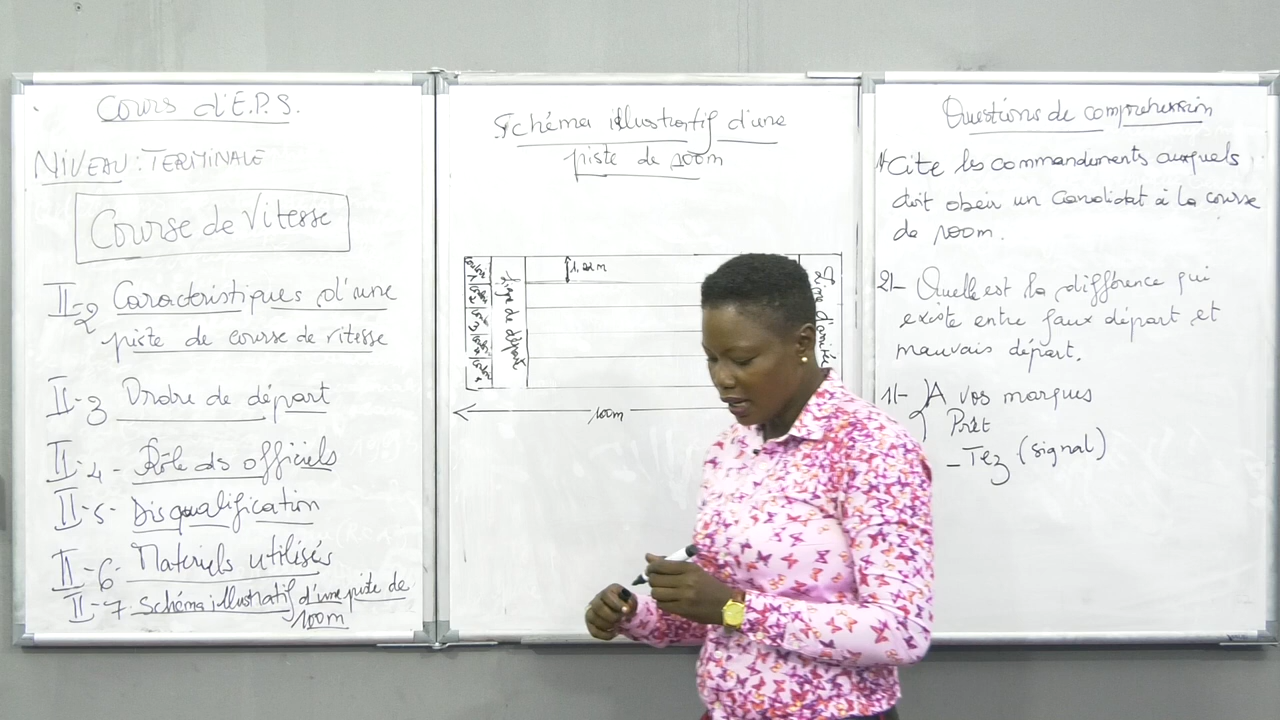 Cours d'E.P.S.
NIVEAU : TERMINALE
Course de Vitesse
II-2 Caractéristiques d'une
piste de course de vitesse
II-3 Ordre de départ
II-4- Rôle des officiels
II-5- Disqualification
II-6- Matériels utilisés
II-7 Schéma illustratif d'une piste de
100m
Schéma illustratif d'une
piste de 100m
1.22m
ligne de départ
100m
Questions de compréhension
1- Cite les commandements auxquels
doit obéir un candidat à la course
de 100m.
2- Quelle est la différence qui
existe entre faux départ et
mauvais départ.
1- A vos marques
Prêt
- Tez (signal)